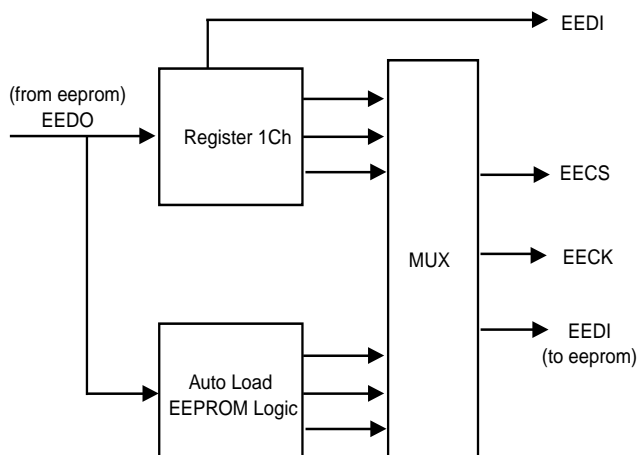 EEDI
(from eeprom)
EEDO
Register 1Ch
EECS
MUX
EECK
EEDI
(to eeprom)
Auto Load
EEPROM Logic